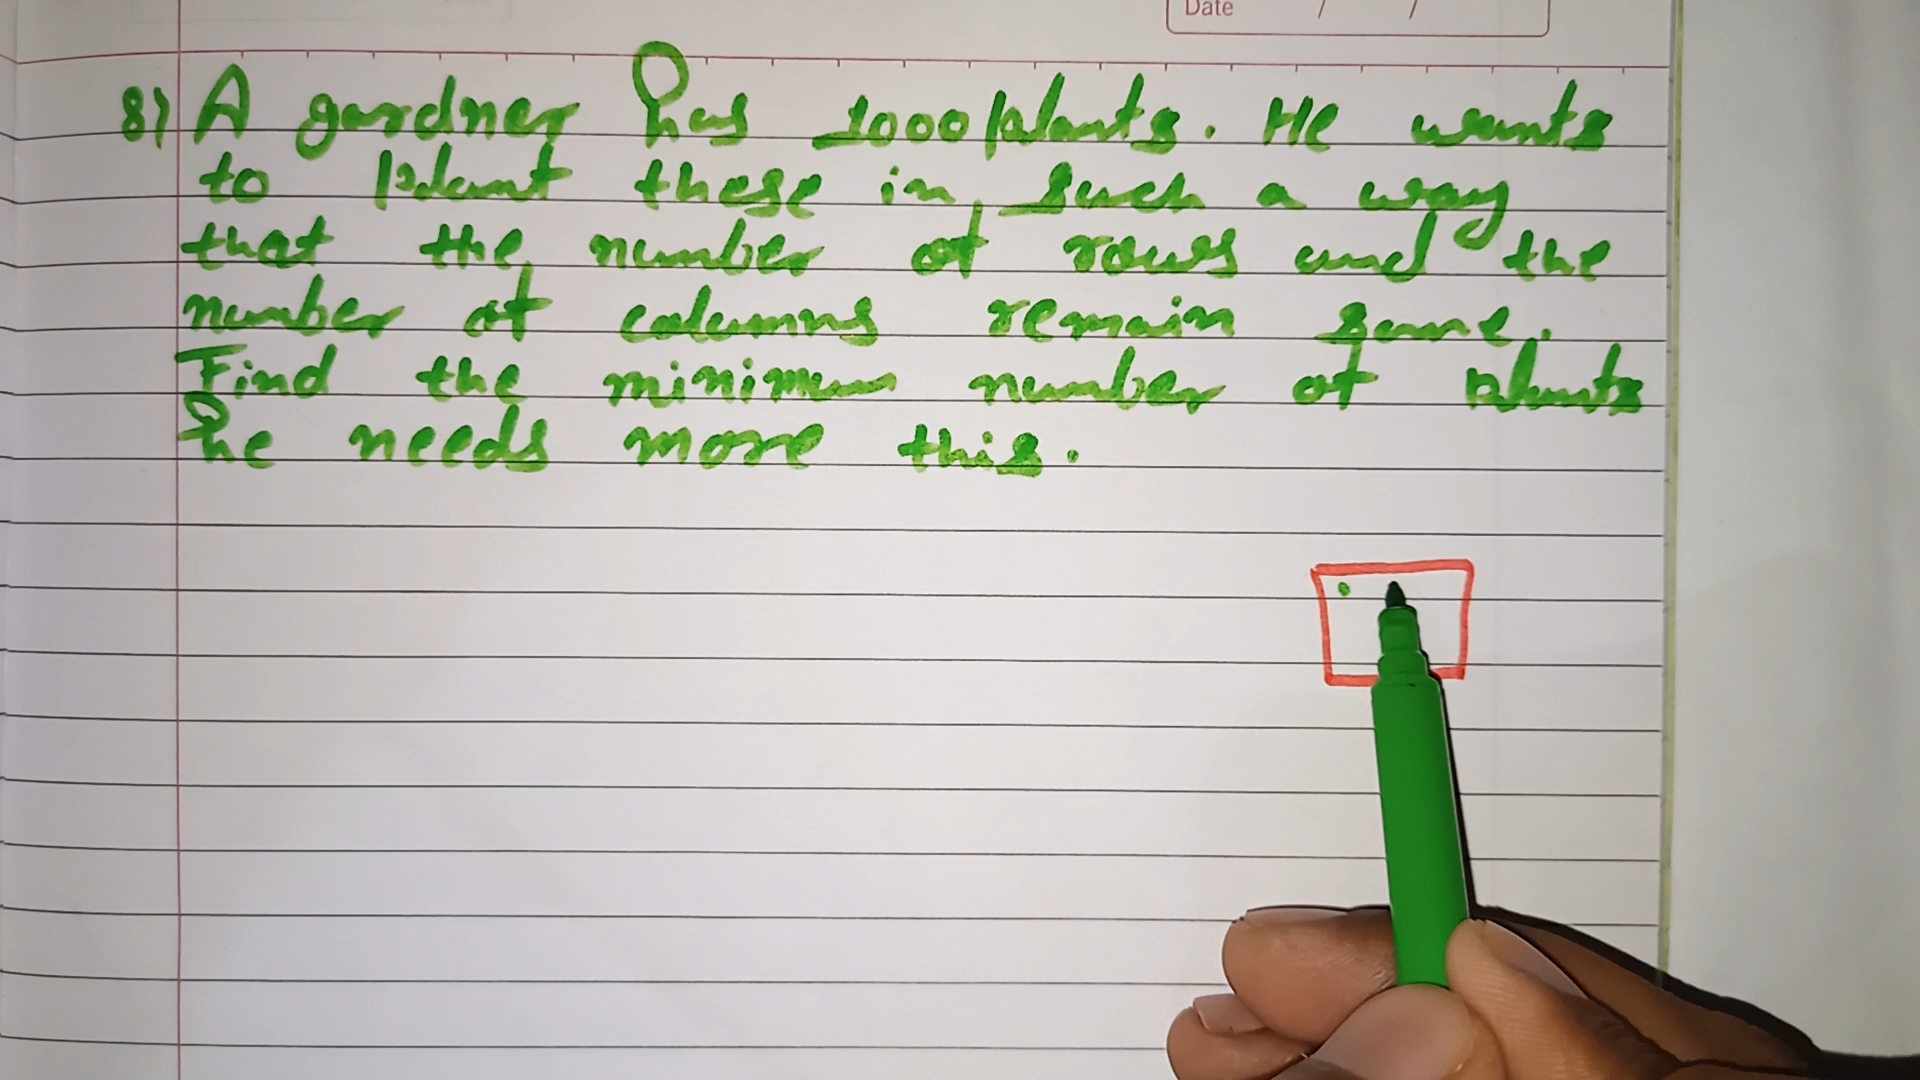 Date / /
8) A gardner has 1000 plants. He wants
to plant these in such a way
that the number of rows and the
number of columns remain same.
Find the minimum number of plants
he needs more this.